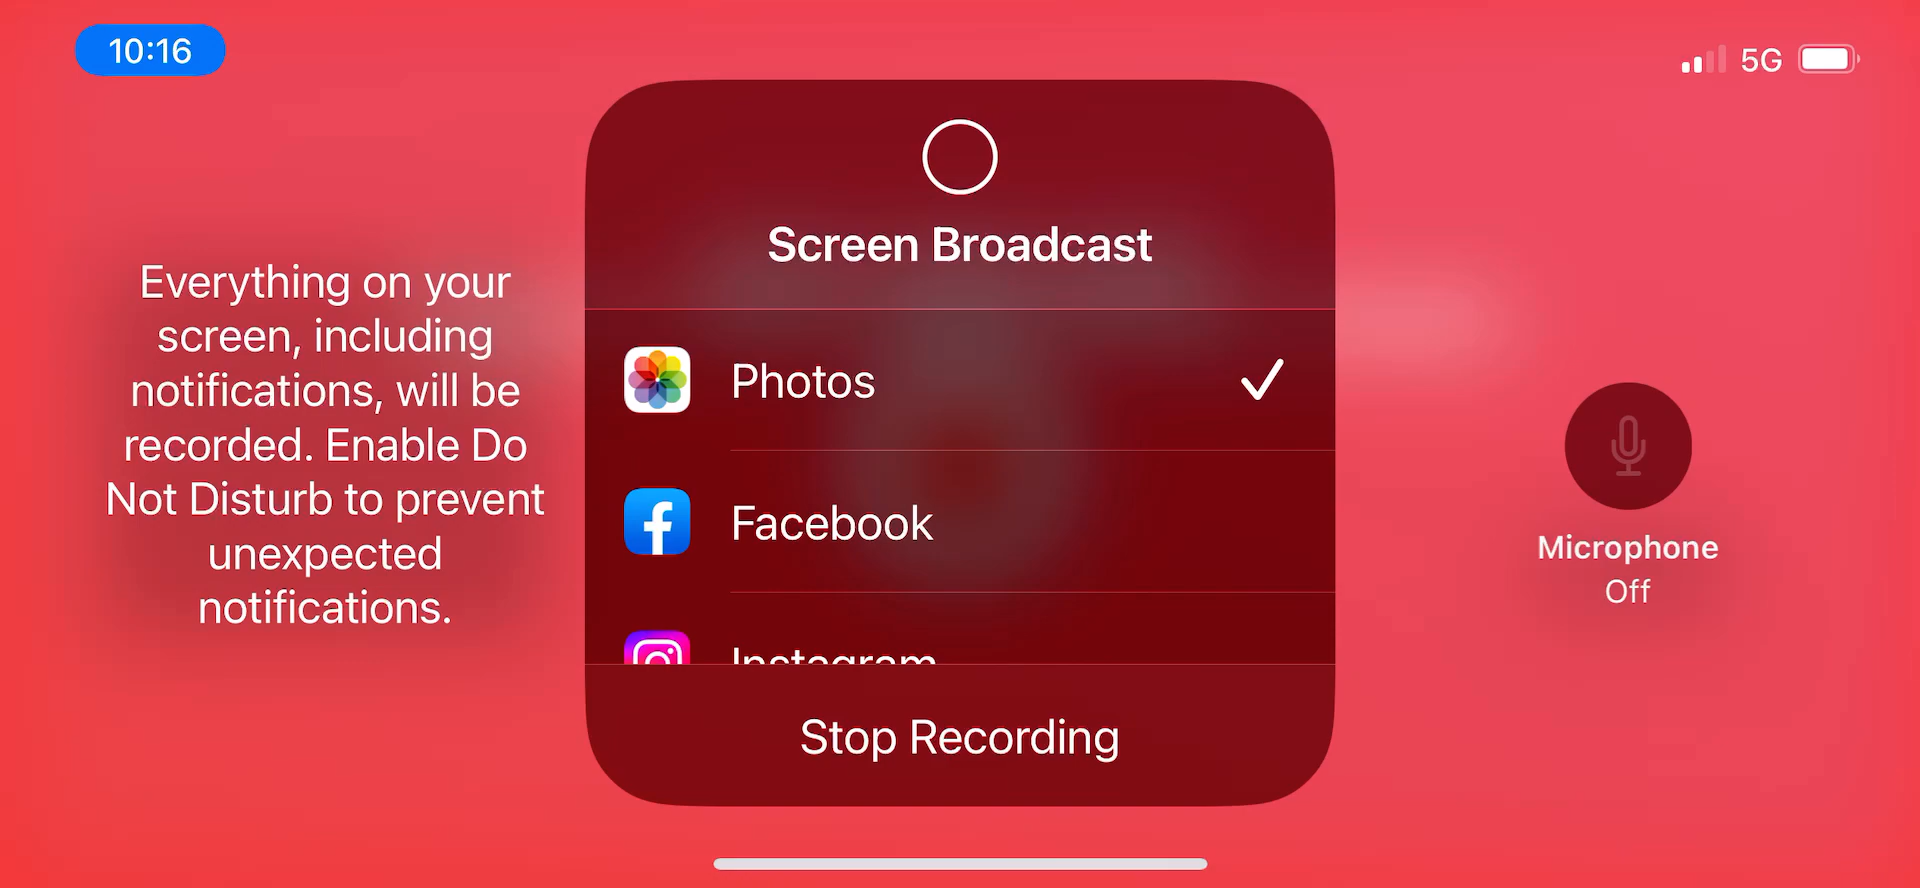 10:16
5G
Screen Broadcast
Everything on your
screen, including
notifications, will be
recorded. Enable Do
Not Disturb to prevent
unexpected
notifications.
Photos
Facebook
Instagram
Stop Recording
Microphone
Off